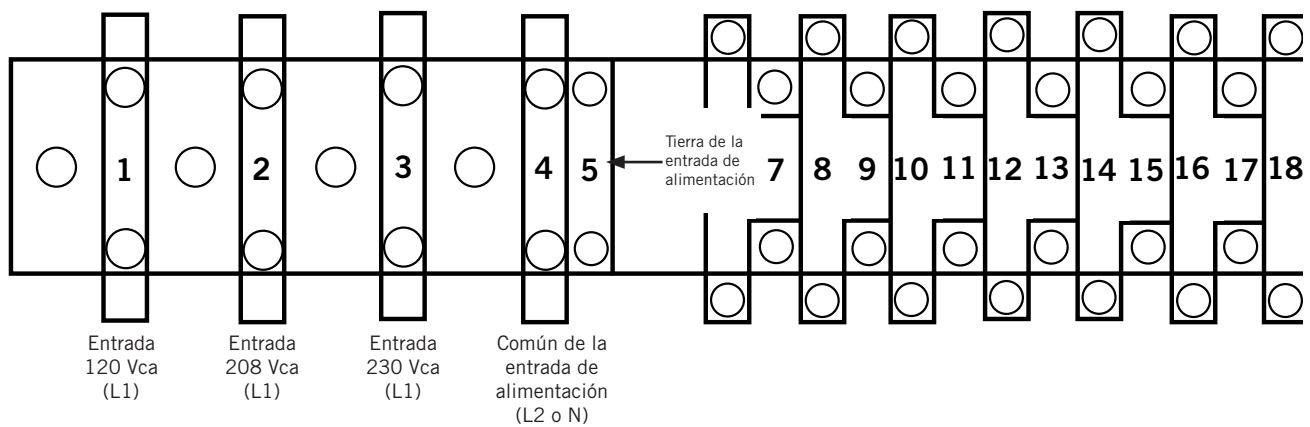 1
2
3
4
5
Tierra de la
entrada de
alimentación
7
8
9
10
11
12
13
14
15
16
17
18
Entrada
120 Vca
(L1)
Entrada
208 Vca
(L1)
Entrada
230 Vca
(L1)
Común de la
entrada de
alimentación
(L2 o N)